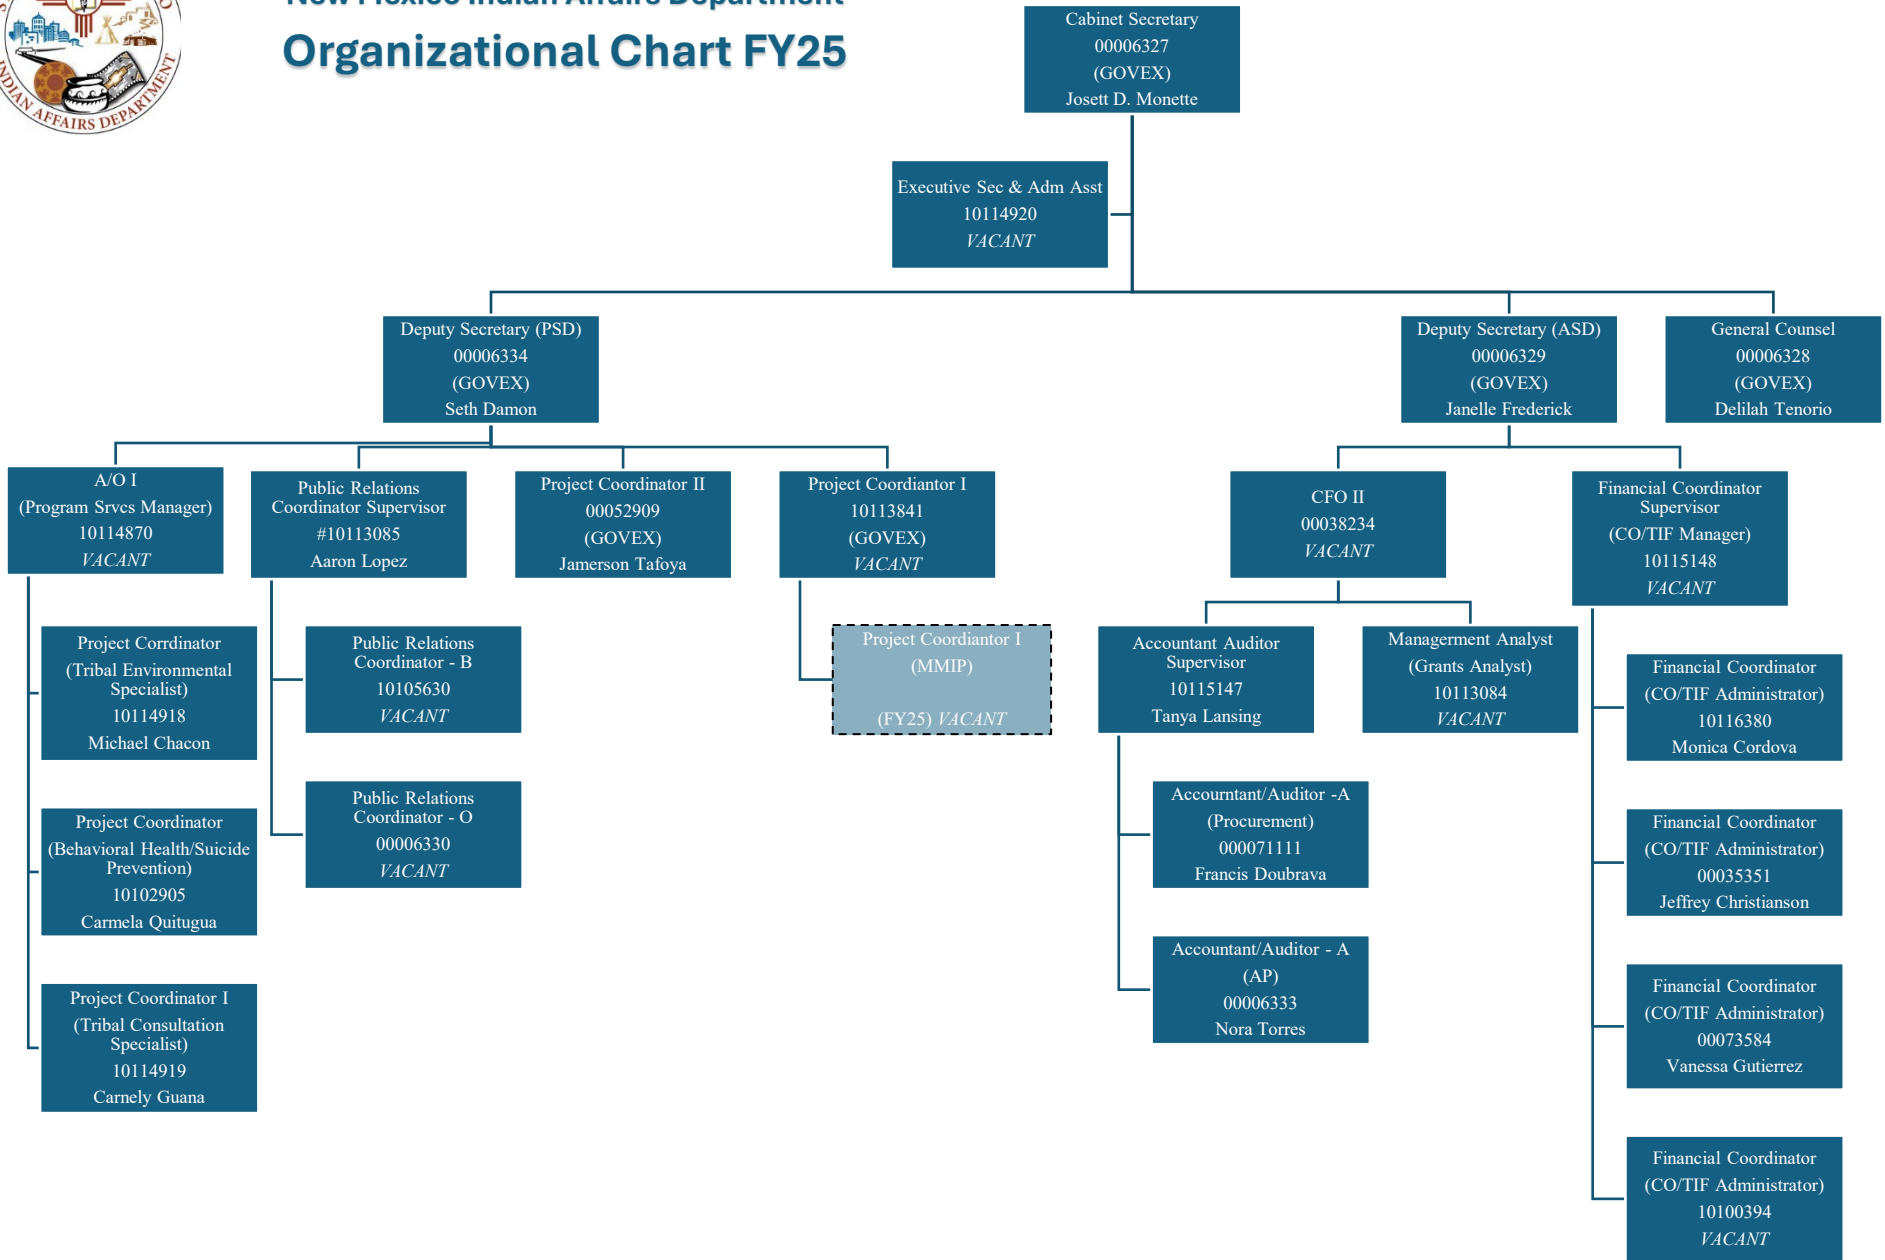 New Mexico Indian Affairs Department
Organizational Chart FY25
INDIAN AFFAIRS DEPARTMENT
Cabinet Secretary
00006327
(GOVEX)
Josett D. Monette
Executive Sec & Adm Asst
10114920
VACANT
Deputy Secretary (PSD)
00006334
(GOVEX)
Seth Damon
Deputy Secretary (ASD)
00006329
(GOVEX)
Janelle Frederick
General Counsel
00006328
(GOVEX)
Delilah Tenorio
A/O I
(Program Srvcs Manager)
10114870
VACANT
Public Relations
Coordinator Supervisor
#10113085
Aaron Lopez
Project Coordinator II
00052909
(GOVEX)
Jamerson Tafoya
Project Coordiantor I
10113841
(GOVEX)
VACANT
CFO II
00038234
VACANT
Financial Coordinator
Supervisor
(CO/TIF Manager)
10115148
VACANT
Project Corrdinator
(Tribal Environmental
Specialist)
10114918
Michael Chacon
Public Relations
Coordinator - B
10105630
VACANT
Project Coordiantor I
(MMIP)
(FY25) VACANT
Accountant Auditor
Supervisor
10115147
Tanya Lansing
Managerment Analyst
(Grants Analyst)
10113084
VACANT
Financial Coordinator
(CO/TIF Administrator)
10116380
Monica Cordova
Project Coordinator
(Behavioral Health/Suicide
Prevention)
10102905
Carmela Quitugua
Public Relations
Coordinator - O
00006330
VACANT
Accourntant/Auditor -A
(Procurement)
000071111
Francis Doubrava
Financial Coordinator
(CO/TIF Administrator)
00035351
Jeffrey Christianson
Project Coordinator I
(Tribal Consultation
Specialist)
10114919
Carnely Guana
Accountant/Auditor - A
(AP)
00006333
Nora Torres
Financial Coordinator
(CO/TIF Administrator)
00073584
Vanessa Gutierrez
Financial Coordinator
(CO/TIF Administrator)
10100394
VACANT